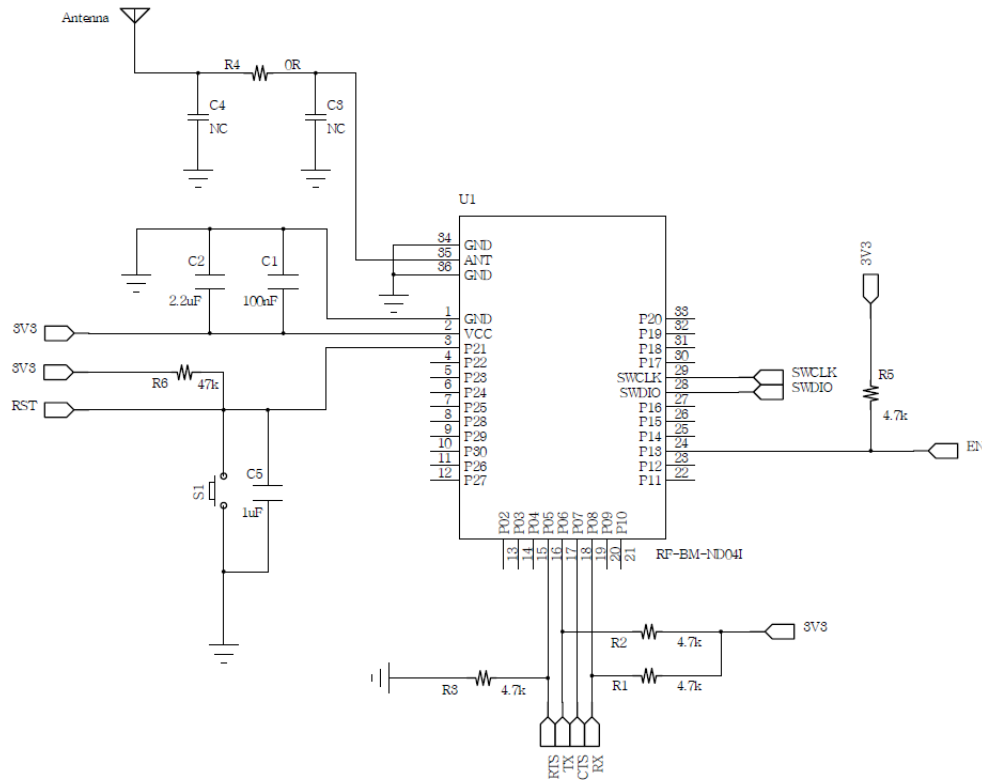 Antenna
R4 0R
C4
NC
C3
NC
U1
34 GND
35 ANT
36 GND
C2
2.2uF
C1
100nF
3V3
3V3
R6 47k
RST
S1
C5
1uF
1 GND
2 VCC
3 P21
4 P22
5 P23
6 P24
7 P25
8 P28
9 P29
10 P30
11 P26
12 P27
P20 33
P19 32
P18 31
P17 30
SWCLK 29
SWDIO 28
P16 27
P15 26
P14 25
P13 24
P12 23
P11 22
SWCLK
SWDIO
3V3
R5
4.7k
EN
P02 P03 P04 P05 P06 P07 P08 P09 P10
13 14 15 16 17 18 19 20 21
RF-BM-ND04I
R2 4.7k
3V3
R1 4.7k
R3 4.7k
RTS
TX
CTS
RX